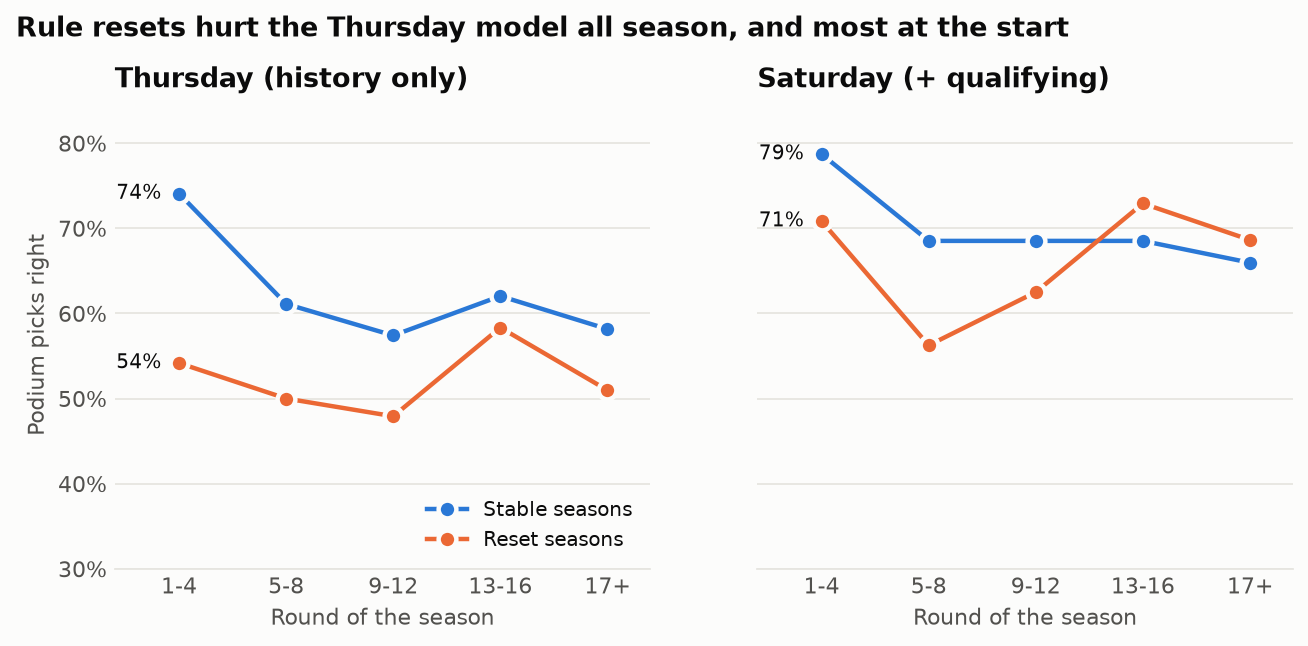 Rule resets hurt the Thursday model all season, and most at the start
Thursday (history only)
Podium picks right
80%
70%
60%
50%
40%
30%
74%
54%
Stable seasons
Reset seasons
1-4 5-8 9-12 13-16 17+
Round of the season
Saturday (+ qualifying)
79%
71%
1-4 5-8 9-12 13-16 17+
Round of the season